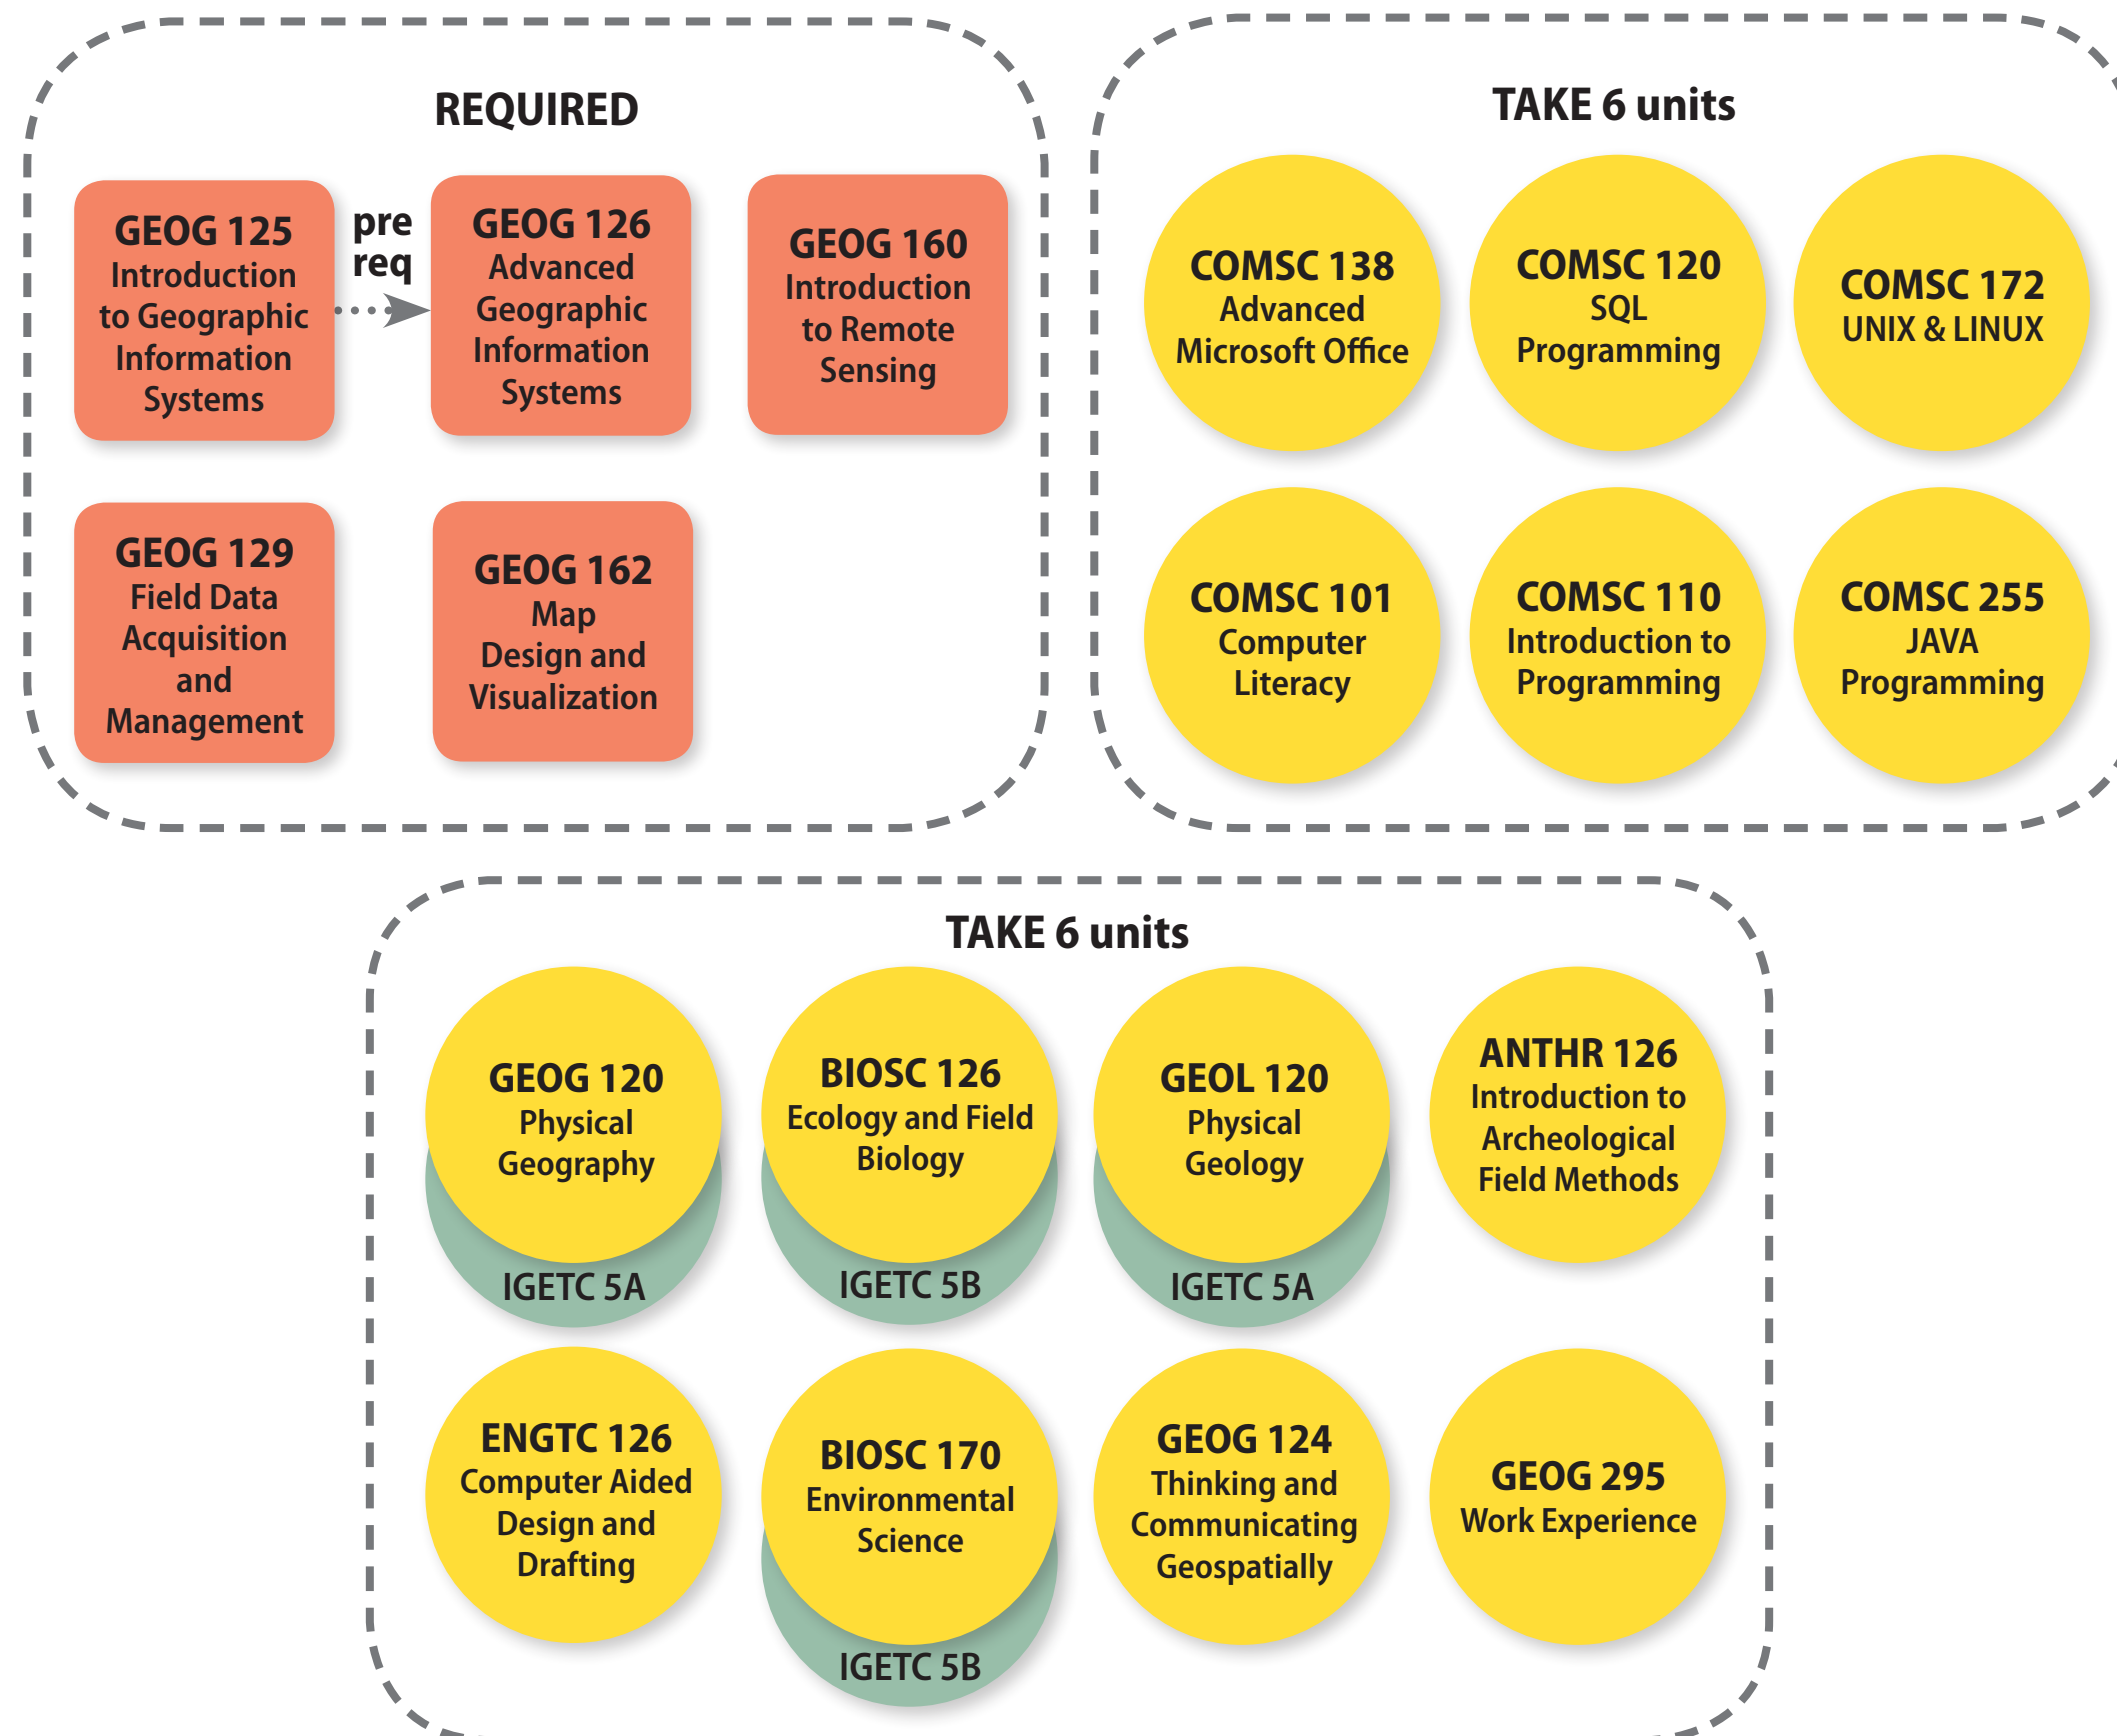 REQUIRED
GEOG 125
Introduction
to Geographic
Information
Systems
pre
req
GEOG 126
Advanced
Geographic
Information
Systems
GEOG 160
Introduction
to Remote
Sensing
GEOG 129
Field Data
Acquisition
and
Management
GEOG 162
Map
Design and
Visualization
TAKE 6 units
COMSC 138
Advanced
Microsoft Office
COMSC 120
SQL
Programming
COMSC 172
UNIX & LINUX
COMSC 101
Computer
Literacy
COMSC 110
Introduction to
Programming
COMSC 255
JAVA
Programming
TAKE 6 units
GEOG 120
Physical
Geography
IGETC 5A
BIOSC 126
Ecology and Field
Biology
IGETC 5B
GEOL 120
Physical
Geology
IGETC 5A
ANTHR 126
Introduction to
Archeological
Field Methods
ENGTC 126
Computer Aided
Design and
Drafting
BIOSC 170
Environmental
Science
IGETC 5B
GEOG 124
Thinking and
Communicating
Geospatially
GEOG 295
Work Experience